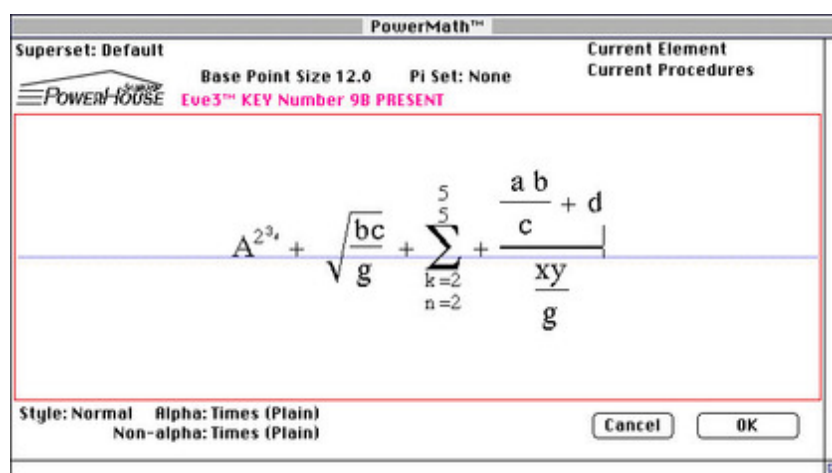 PowerMath™
Superset: Default
Current Element
Base Point Size 12.0 Pi Set: None
Current Procedures
POWERHOUSE
Eve3™ KEY Number 9B PRESENT
5
5
a b
c
+ d
A^2^3 + √ bc
g
+ ∑ +
k=2
n=2
xy
g
Style: Normal Alpha: Times (Plain)
Non-alpha: Times (Plain)
Cancel OK